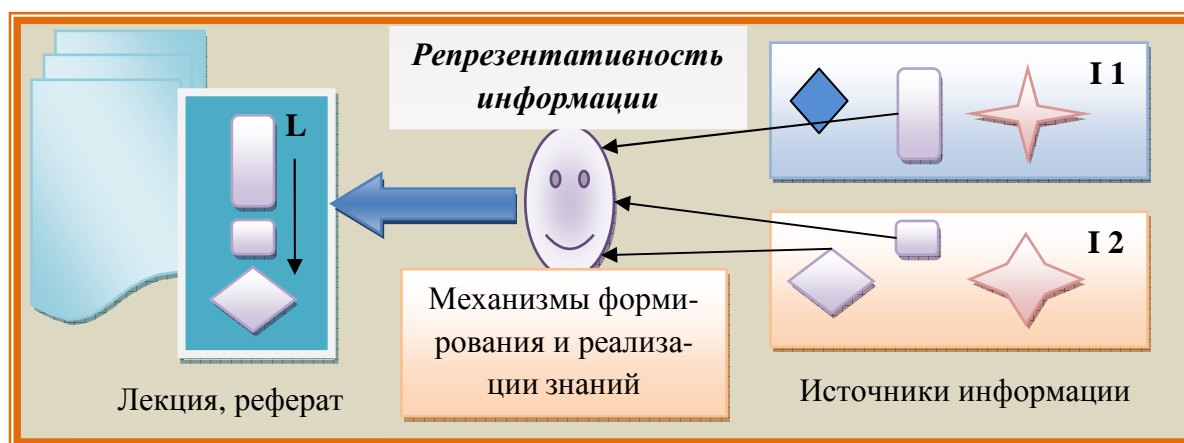 Репрезентативность
информации
I 1
L
I 2
Механизмы форми-
рования и реализа-
ции знаний
Лекция, реферат
Источники информации